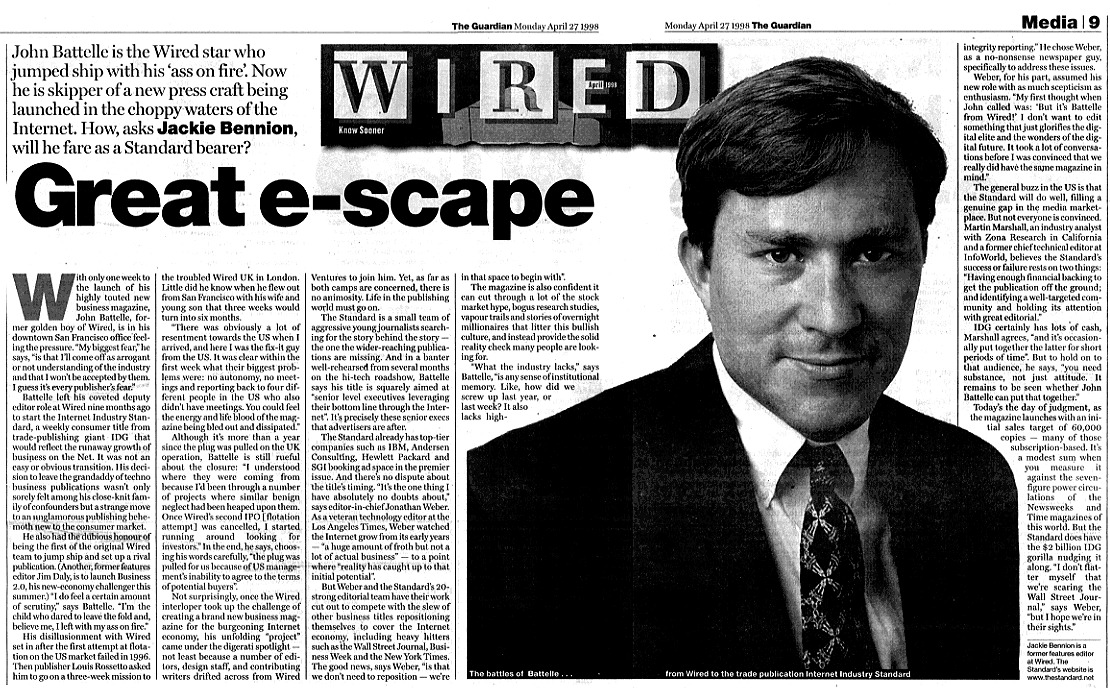 The Guardian Monday April 27 1998
Monday April 27 1998 The Guardian
Media | 9
John Battelle is the Wired star who
jumped ship with his 'ass on fire'. Now
he is skipper of a new press craft being
launched in the choppy waters of the
Internet. How, asks Jackie Bennion,
will he fare as a Standard bearer?
Great e-scape
WIRED
April 1998
Know Sooner
With only one week to
the launch of his
highly touted new
business magazine,
John Battelle, for-
mer golden boy of Wired, is in his
downtown San Francisco office feel-
ing the pressure. "My biggest fear," he
says, "is that I'll come off as arrogant
or not understanding of the industry
and that I won't be accepted by them.
I guess it's every publisher's fear."
Battelle left his coveted deputy
editor role at Wired nine months ago
to start the Internet Industry Stan-
dard, a weekly consumer title from
trade-publishing giant IDG that
would reflect the runaway growth of
business on the Net. It was not an
easy or obvious transition. His deci-
sion to leave the grandaddy of techno
business publications wasn't only
sorely felt among his close-knit fam-
ily of cofounders but a strange move
to an unglamorous publishing behe-
moth new to the consumer market.
He also had the dubious honour of
being the first of the original Wired
team to jump ship and set up a rival
publication. (Another, former features
editor Jim Daly, is to launch Business
2.0, his new-economy challenger this
summer.) "I do feel a certain amount
of scrutiny," says Battelle. "I'm the
child who dared to leave the fold and,
believe me, I left with my ass on fire."
His disillusionment with Wired
set in after the first attempt at flota-
tion on the US market failed in 1996.
Then publisher Louis Rossetto asked
him to go on a three-week mission to
the troubled Wired UK in London.
Little did he know when he flew out
from San Francisco with his wife and
young son that three weeks would
turn into six months.
"There was obviously a lot of
resentment towards the US when I
arrived, and here I was the fix-it guy
from the US. It was clear within the
first week what their biggest prob-
lems were: no autonomy, no meet-
ings and reporting back to four dif-
ferent people in the US who also
didn't have meetings. You could feel
the energy and life blood of the mag-
azine being bled out and dissipated."
Although it's more than a year
since the plug was pulled on the UK
operation, Battelle is still rueful
about the closure: "I understood
where they were coming from
because I'd been through a number
of projects where similar benign
neglect had been heaped upon them.
Once Wired's second IPO [flotation
attempt] was cancelled, I started
running around looking for
investors." In the end, he says, choos-
ing his words carefully, "the plug was
pulled for us because of US manage-
ment's inability to agree to the terms
of potential buyers".
Not surprisingly, once the Wired
interloper took up the challenge of
creating a brand new business maga-
zine for the burgeoning Internet
economy, his unfolding "project"
came under the digerati spotlight —
not least because a number of edi-
tors, design staff, and contributing
writers drifted across from Wired
Ventures to join him. Yet, as far as
both camps are concerned, there is
no animosity. Life in the publishing
world must go on.
The Standard is a small team of
aggressive young journalists search-
ing for the story behind the story —
the one the wider-reaching publica-
tions are missing. And in a banter
well-rehearsed from several months
on the hi-tech roadshow, Battelle
says his title is squarely aimed at
"senior level executives leveraging
their bottom line through the Inter-
net". It's precisely these senior execs
that advertisers are after.
The Standard already has top-tier
companies such as IBM, Andersen
Consulting, Hewlett Packard and
SGI booking ad space in the premier
issue. And there's no dispute about
the title's timing. "It's the one thing I
have absolutely no doubts about,"
says editor-in-chief Jonathan Weber.
As a veteran technology editor at the
Los Angeles Times, Weber watched
the Internet grow from its early years
— "a huge amount of froth but not a
lot of actual business" — to a point
where "reality has caught up to that
initial potential".
But Weber and the Standard's 20-
strong editorial team have their work
cut out to compete with the slew of
other business titles repositioning
themselves to cover the Internet
economy, including heavy hitters
such as the Wall Street Journal, Busi-
ness Week and the New York Times.
The good news, says Weber, "is that
we don't need to reposition — we're
in that space to begin with".
The magazine is also confident it
can cut through a lot of the stock
market hype, bogus research studies,
vapour trails and stories of overnight
millionaires that litter this bullish
culture, and instead provide the solid
reality check many people are look-
ing for.
"What the industry lacks," says
Battelle, "is any sense of institutional
memory. Like, how did we
screw up last year, or
last week? It also
lacks high-
integrity reporting." He chose Weber,
as a no-nonsense newspaper guy,
specifically to address these issues.
Weber, for his part, assumed his
new role with as much scepticism as
enthusiasm. "My first thought when
John called was: 'But it's Battelle
from Wired!' I don't want to edit
something that just glorifies the dig-
ital elite and the wonders of the dig-
ital future. It took a lot of conversa-
tions before I was convinced that we
really did have the same magazine in
mind."
The general buzz in the US is that
the Standard will do well, filling a
genuine gap in the media market-
place. But not everyone is convinced.
Martin Marshall, an industry analyst
with Zona Research in California
and a former chief technical editor at
InfoWorld, believes the Standard's
success or failure rests on two things:
"Having enough financial backing to
get the publication off the ground;
and identifying a well-targeted com-
munity and holding its attention
with great editorial."
IDG certainly has lots of cash,
Marshall agrees, "and it's occasion-
ally put together the latter for short
periods of time". But to hold on to
that audience, he says, "you need
substance, not just attitude. It
remains to be seen whether John
Battelle can put that together."
Today's the day of judgment, as
the magazine launches with an ini-
tial sales target of 60,000
copies — many of those
subscription-based. It's
a modest sum when
you measure it
against the seven-
figure power circu-
lations of the
Newsweeks and
Time magazines of
this world. But the
Standard does have
the $2 billion IDG
gorilla nudging it
along. "I don't flat-
ter myself that
we're scaring the
Wall Street Jour-
nal," says Weber,
"but I hope we're in
their sights."
Jackie Bennion is a
former features editor
at Wired. The
Standard's website is
www.thestandard.net
The battles of Battelle . . .
from Wired to the trade publication Internet Industry Standard